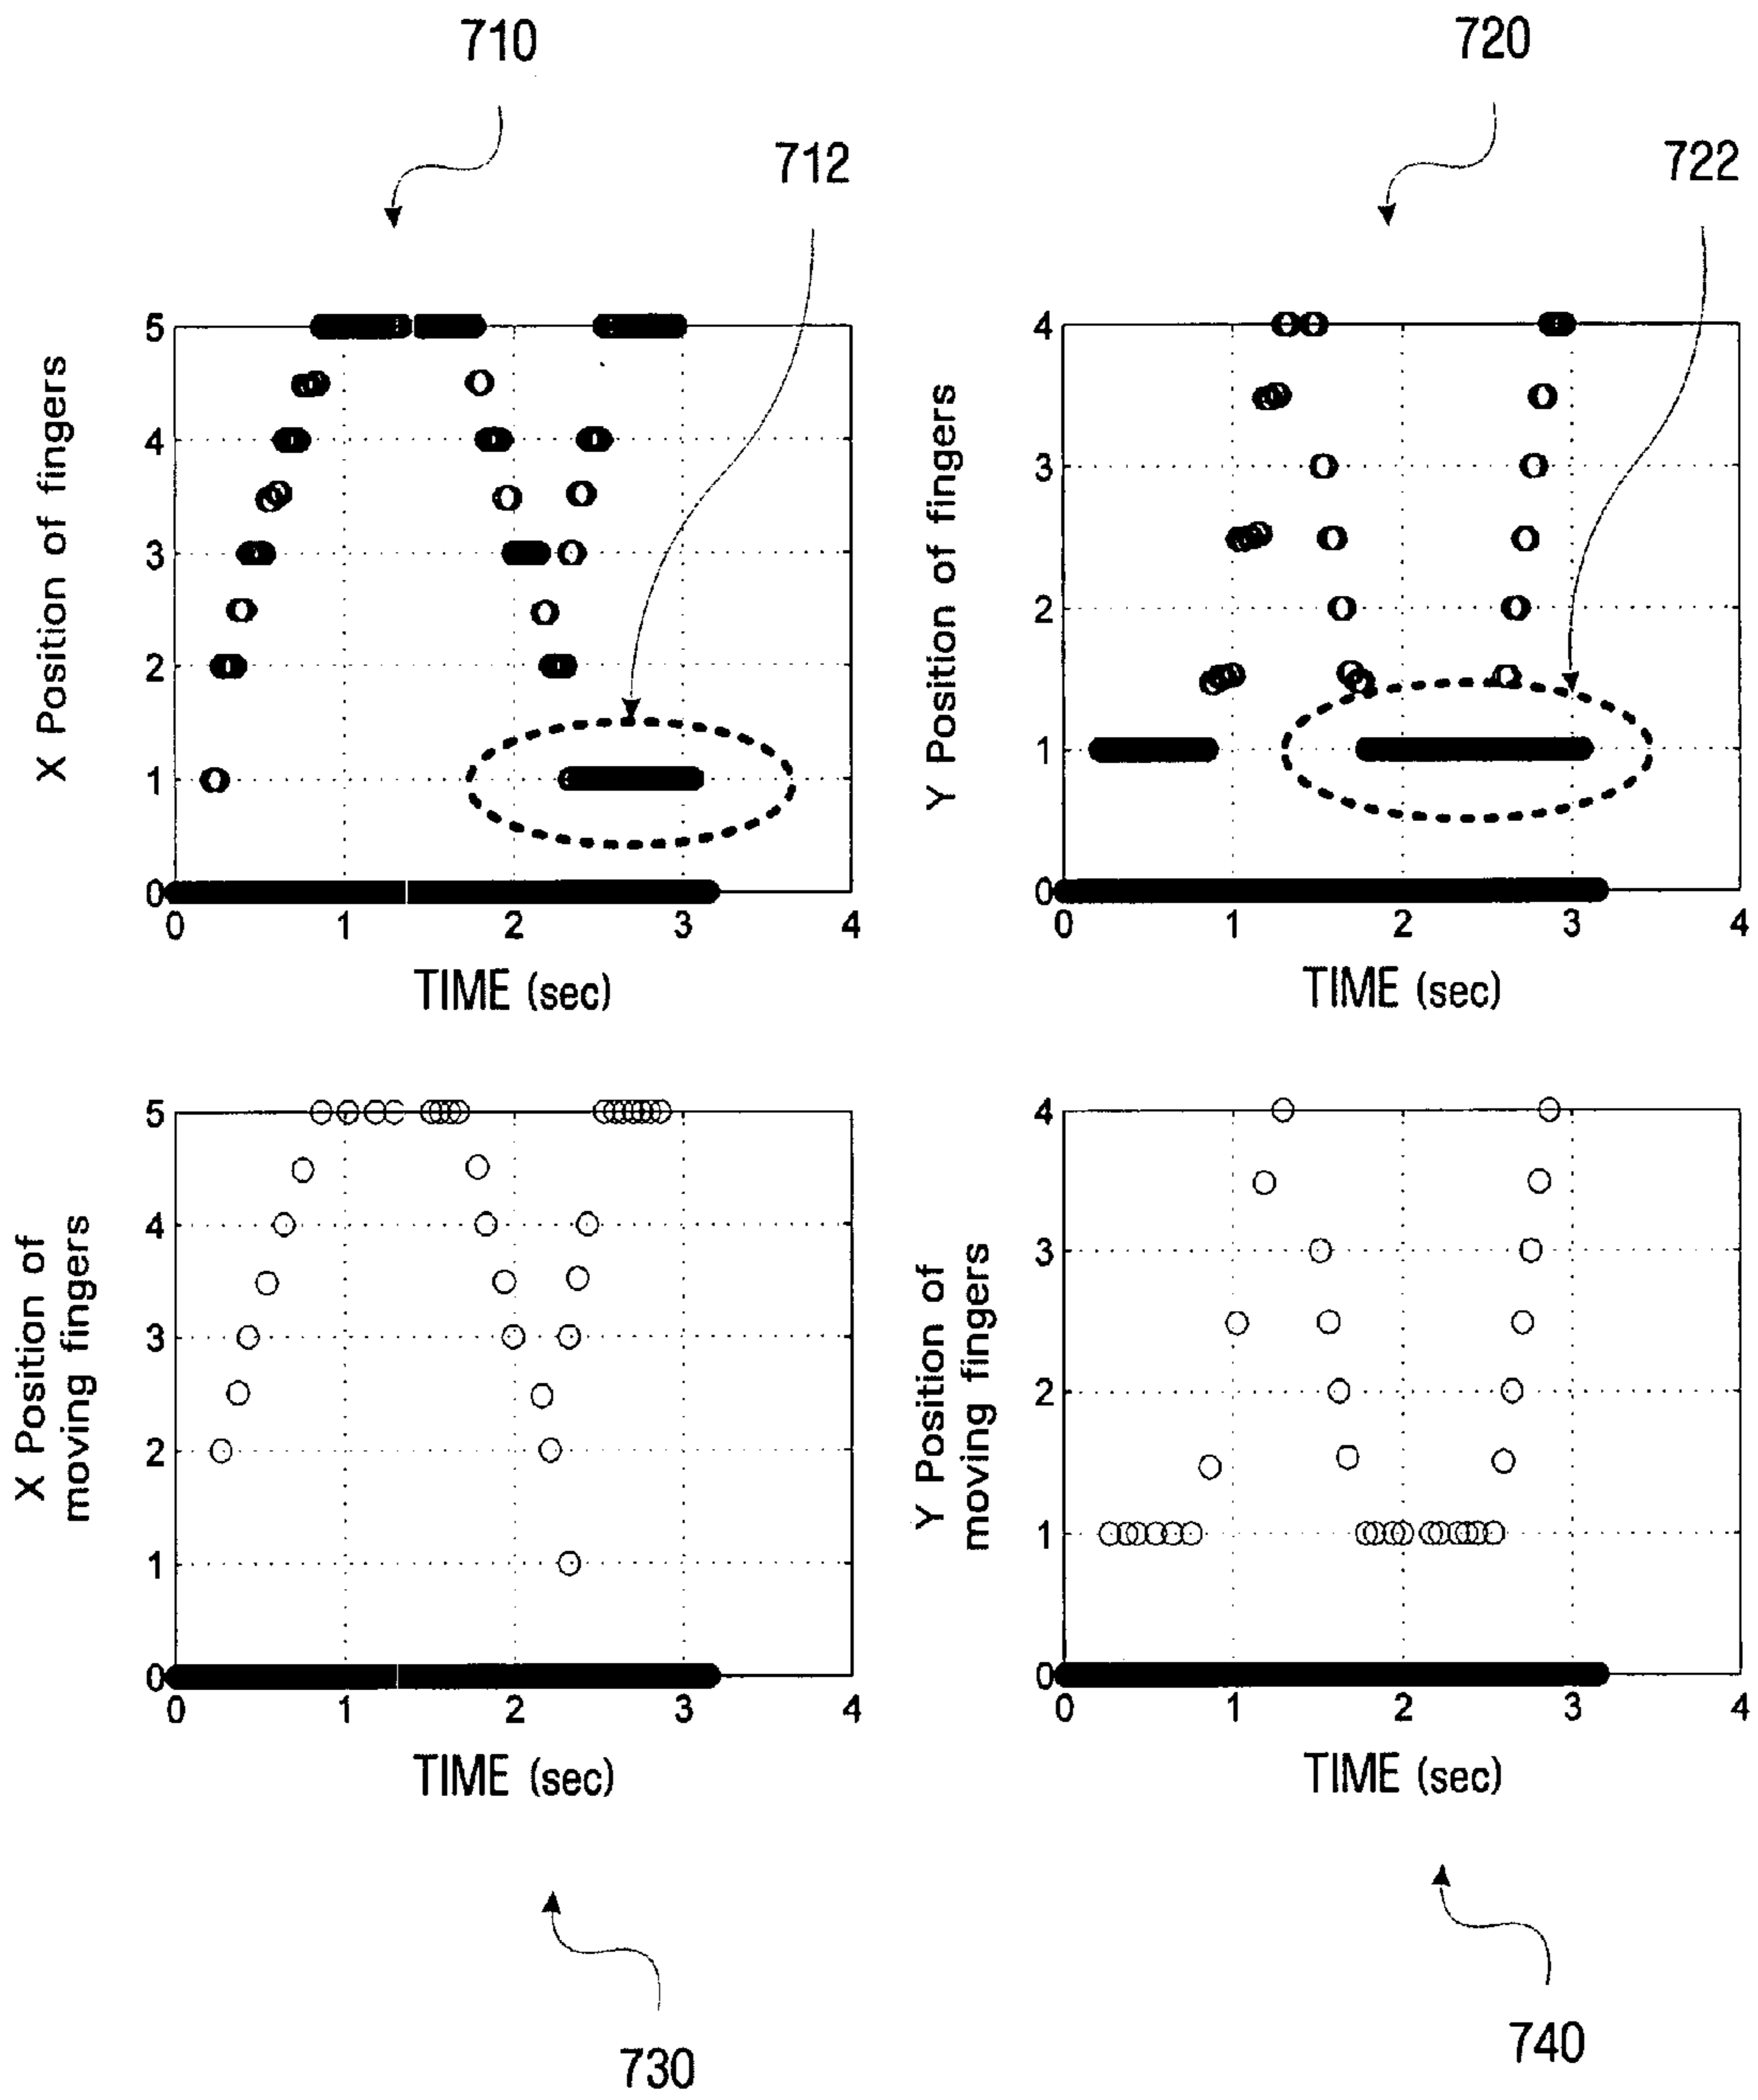 710
720
712
722
X Position of fingers
5
4
3
2
1
0
0 1 2 3 4
TIME (sec)
Y Position of fingers
4
3
2
1
0
0 1 2 3 4
TIME (sec)
X Position of
moving fingers
5
4
3
2
1
0
0 1 2 3 4
TIME (sec)
Y Position of
moving fingers
4
3
2
1
0
0 1 2 3 4
TIME (sec)
730
740